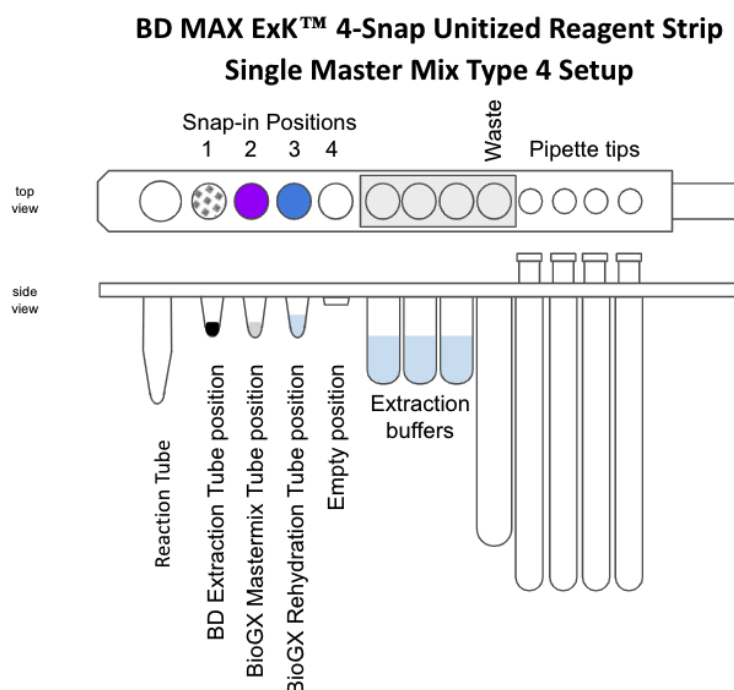 BD MAX ExK™ 4-Snap Unitized Reagent Strip
Single Master Mix Type 4 Setup
Snap-in Positions
1 2 3 4
Waste
Pipette tips
top
view
side
view
Reaction Tube
BD Extraction Tube position
BioGX Mastermix Tube position
BioGX Rehydration Tube position
Empty position
Extraction
buffers